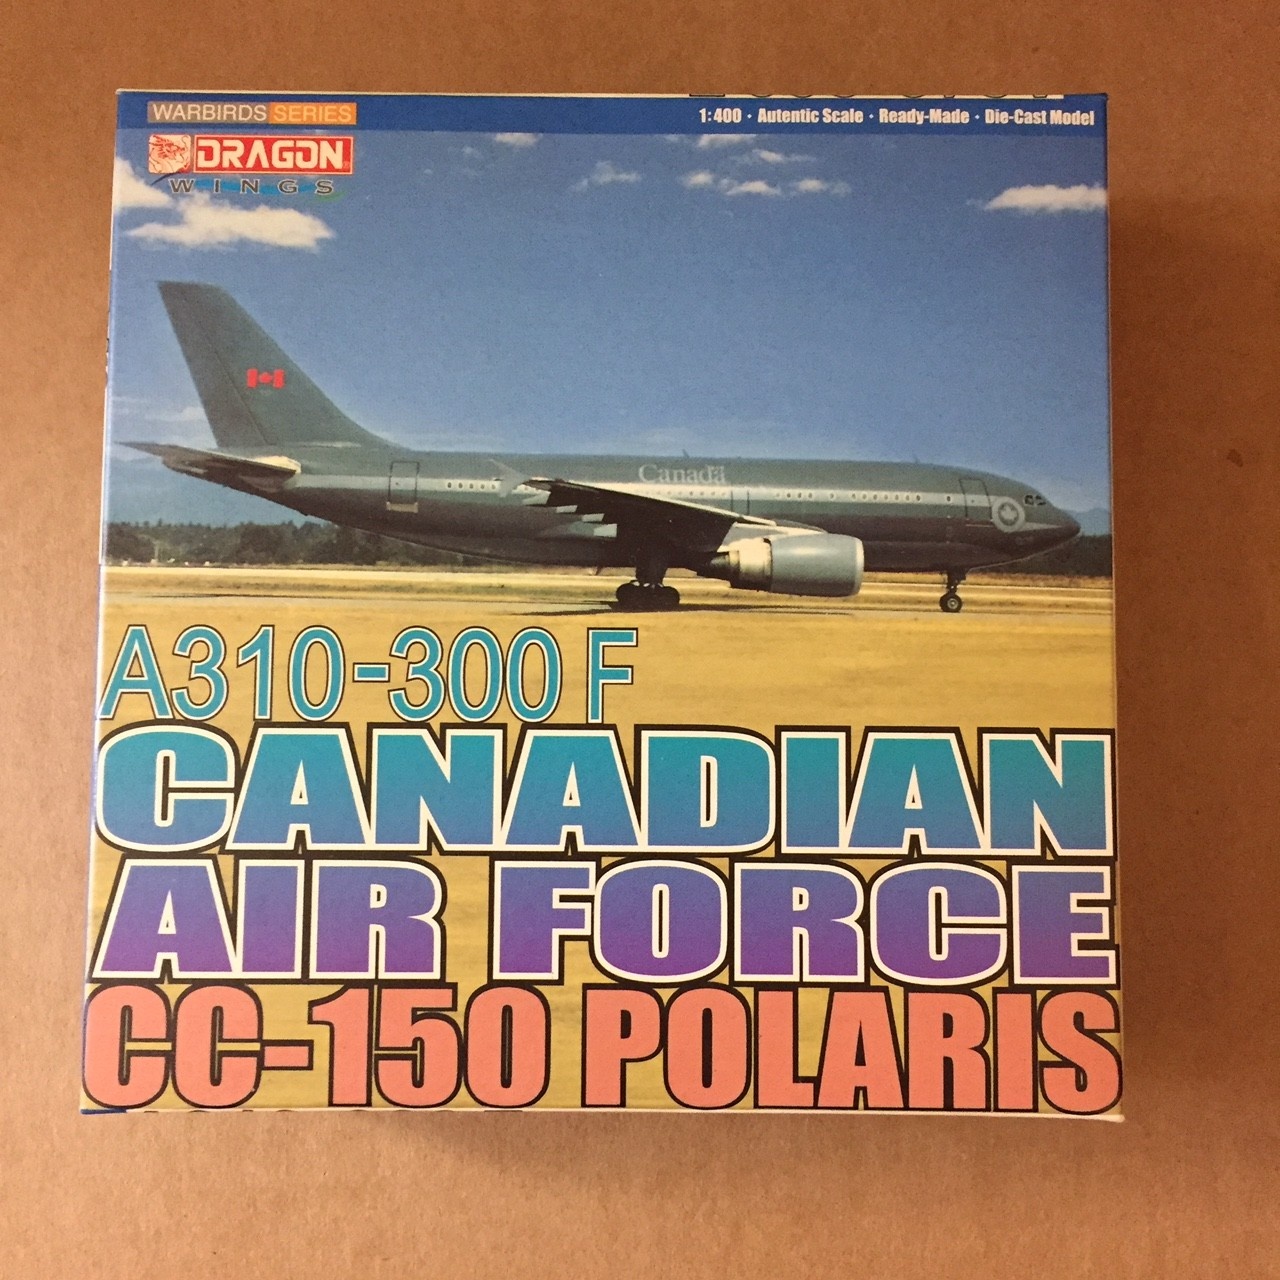 WARBIRDS SERIES
1:400 • Autentic Scale • Ready-Made • Die-Cast Model
DRAGON
WINGS
Canada
A310-300 F
CANADIAN
AIR FORCE
CC-150 POLARIS